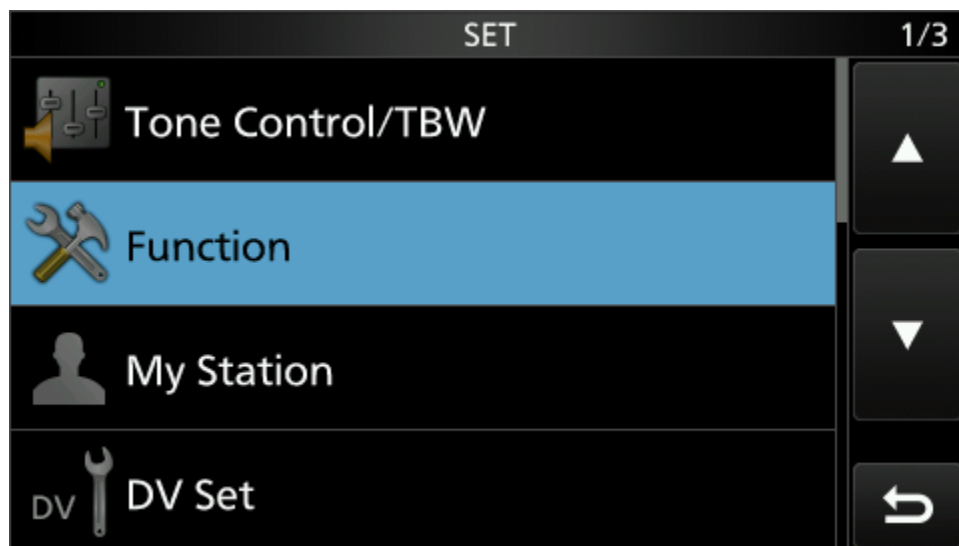 SET 1/3
Tone Control/TBW
Function
My Station
DV DV Set